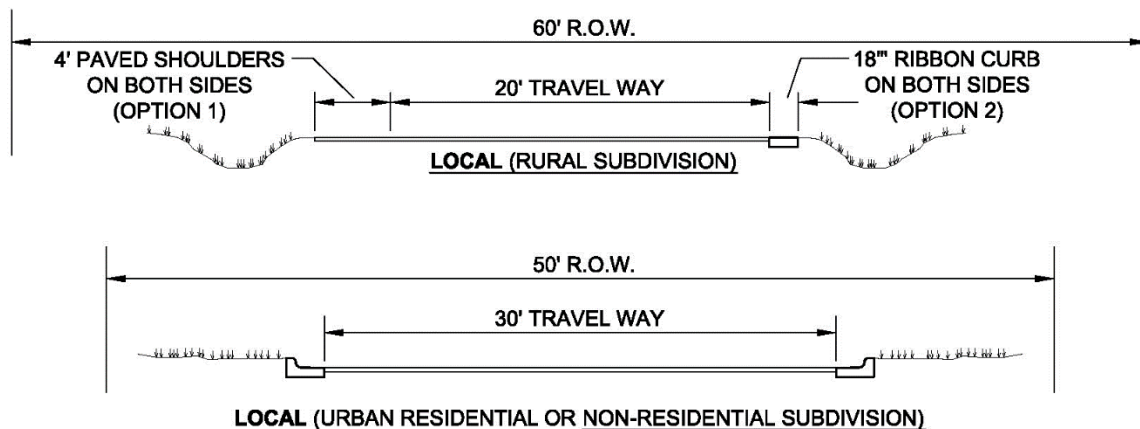 60' R.O.W.
4' PAVED SHOULDERS
ON BOTH SIDES
(OPTION 1)
20' TRAVEL WAY
18"' RIBBON CURB
ON BOTH SIDES
(OPTION 2)
LOCAL (RURAL SUBDIVISION)
50' R.O.W.
30' TRAVEL WAY
LOCAL (URBAN RESIDENTIAL OR NON-RESIDENTIAL SUBDIVISION)